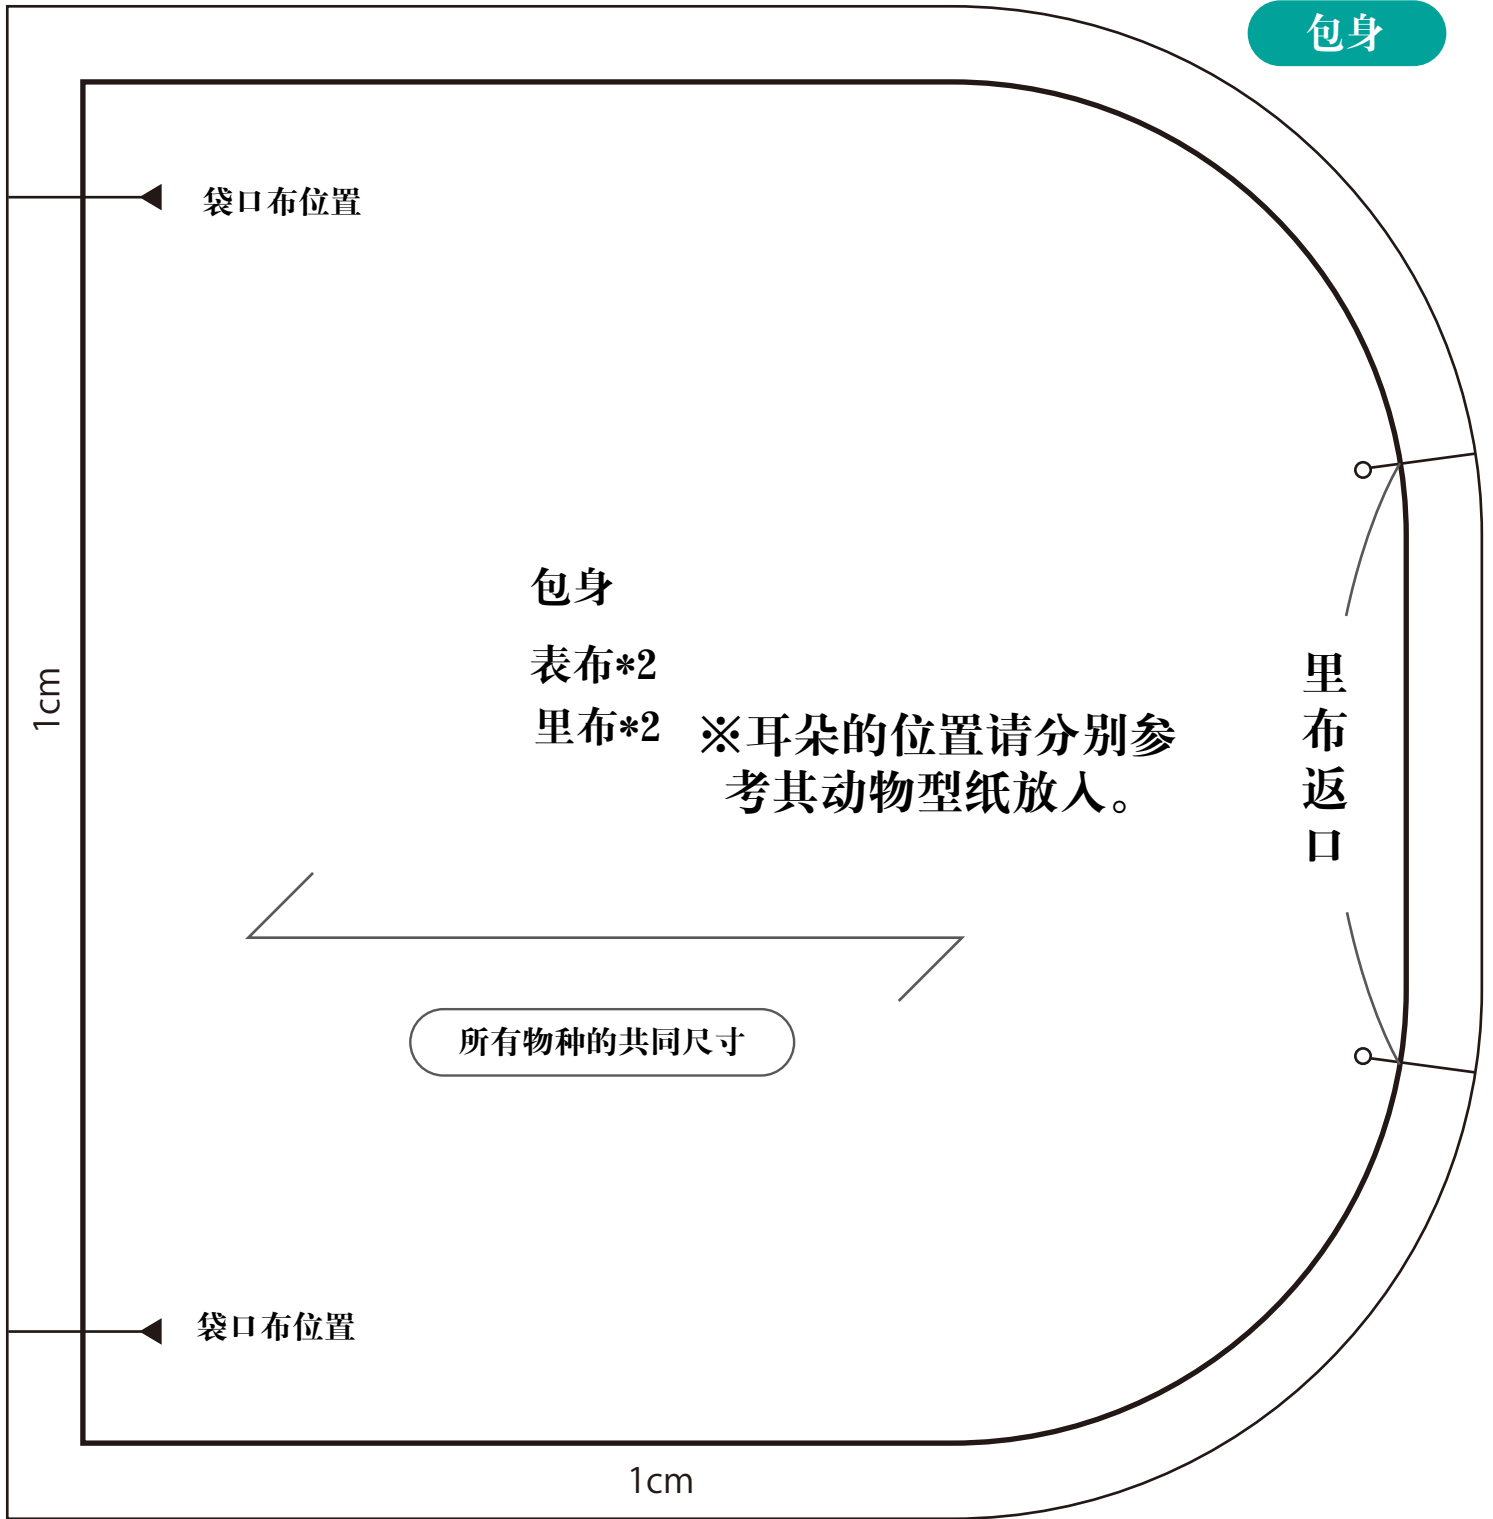 包身
袋口布位置
包身
表布*2
里布*2
※耳朵的位置请分别参
考其动物型纸放入。
里布返口
1cm
所有物种的共同尺寸
袋口布位置
1cm